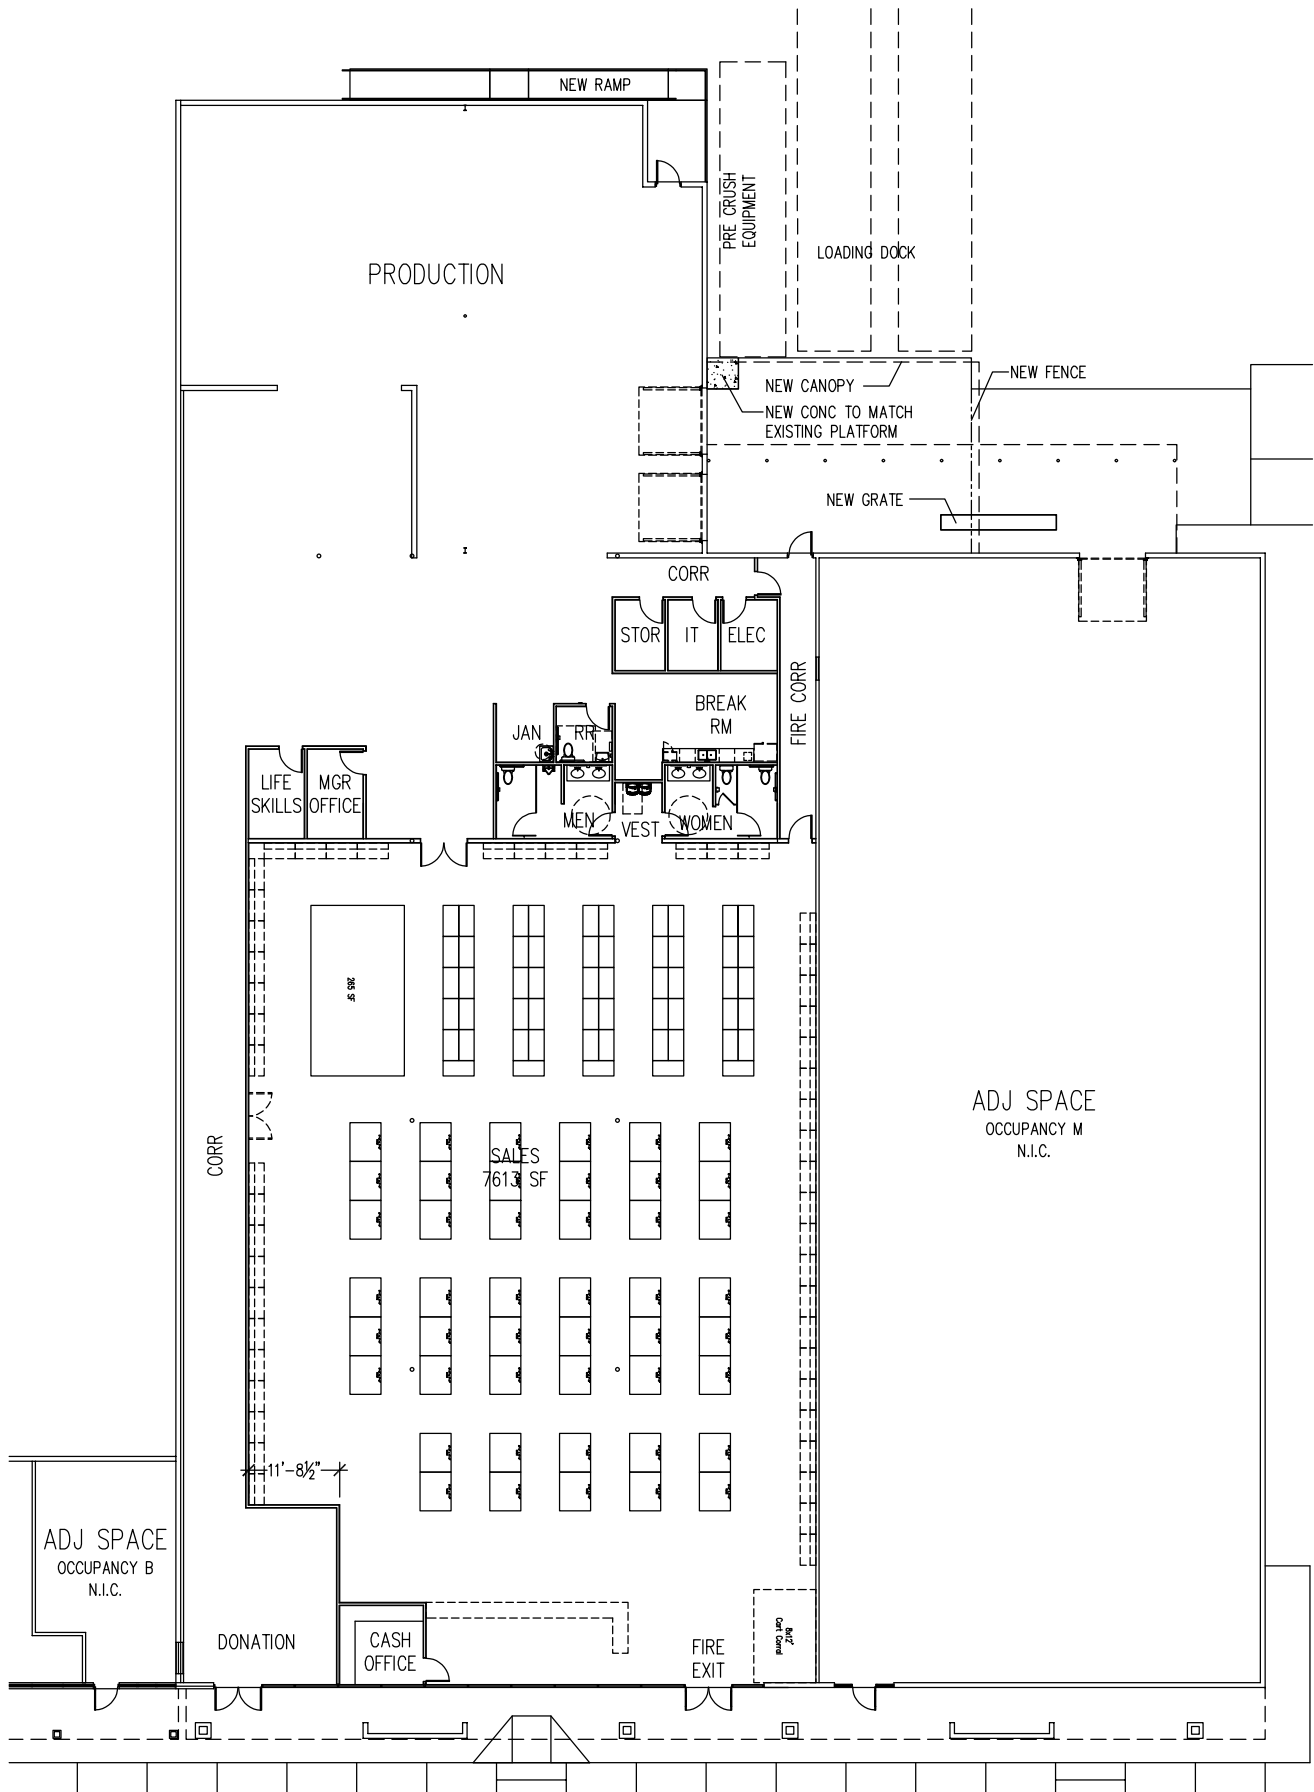 NEW RAMP
PRE CRUSH
EQUIPMENT
LOADING DOCK
PRODUCTION
NEW FENCE
NEW CANOPY
NEW CONC TO MATCH
EXISTING PLATFORM
NEW GRATE
CORR
STOR
IT
ELEC
FIRE CORR
BREAK
RM
JAN
RR
LIFE
SKILLS
MGR
OFFICE
MEN
VEST
WOMEN
265 SF
ADJ SPACE
OCCUPANCY M
N.I.C.
CORR
SALES
7613 SF
11'-8½"
ADJ SPACE
OCCUPANCY B
N.I.C.
DONATION
CASH
OFFICE
FIRE
EXIT
8x12'
Cart Corral